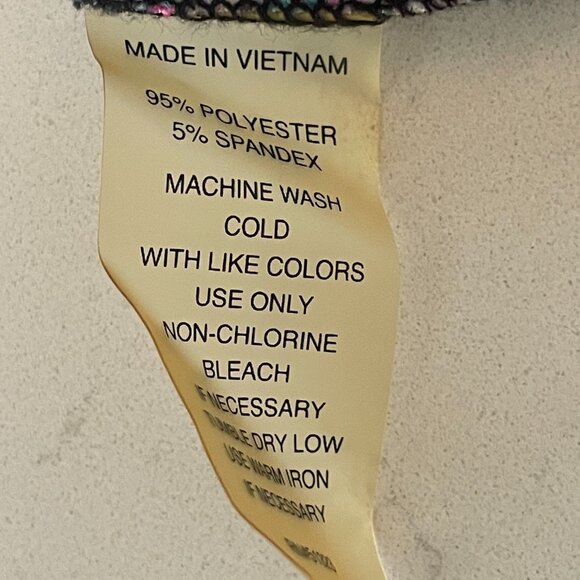 MADE IN VIETNAM
95% POLYESTER
5% SPANDEX
MACHINE WASH
COLD
WITH LIKE COLORS
USE ONLY
NON-CHLORINE
BLEACH
IF NECESSARY
TUMBLE DRY LOW
USE WARM IRON
IF NECESSARY